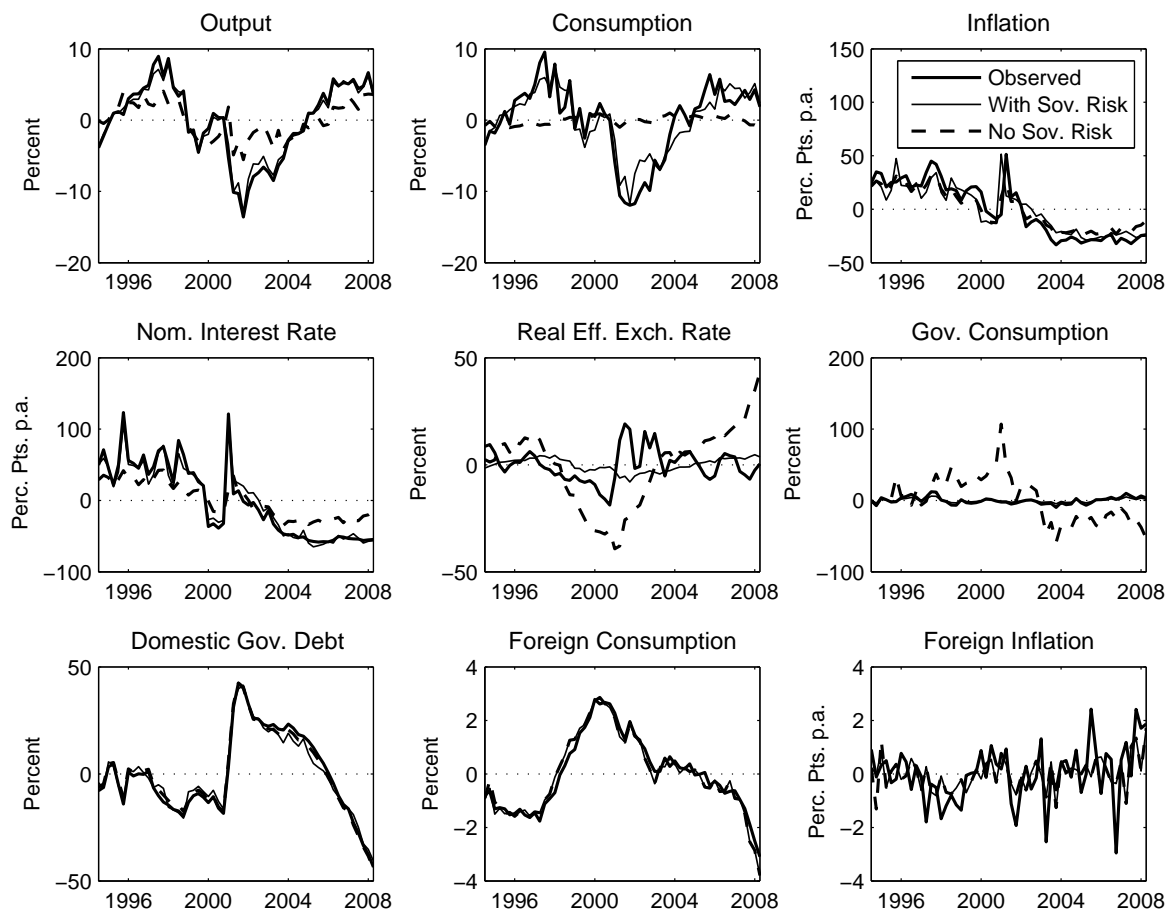 Output
Consumption
Inflation
10
0
−10
−20
Percent
1996 2000 2004 2008
10
0
−10
−20
Percent
1996 2000 2004 2008
150
100
50
0
−50
Perc. Pts. p.a.
1996 2000 2004 2008
Observed
With Sov. Risk
No Sov. Risk
Nom. Interest Rate
Real Eff. Exch. Rate
Gov. Consumption
200
100
0
−100
Perc. Pts. p.a.
1996 2000 2004 2008
50
0
−50
Percent
1996 2000 2004 2008
200
100
0
−100
Percent
1996 2000 2004 2008
Domestic Gov. Debt
Foreign Consumption
Foreign Inflation
50
0
−50
Percent
1996 2000 2004 2008
4
2
0
−2
−4
Percent
1996 2000 2004 2008
4
2
0
−2
−4
Perc. Pts. p.a.
1996 2000 2004 2008